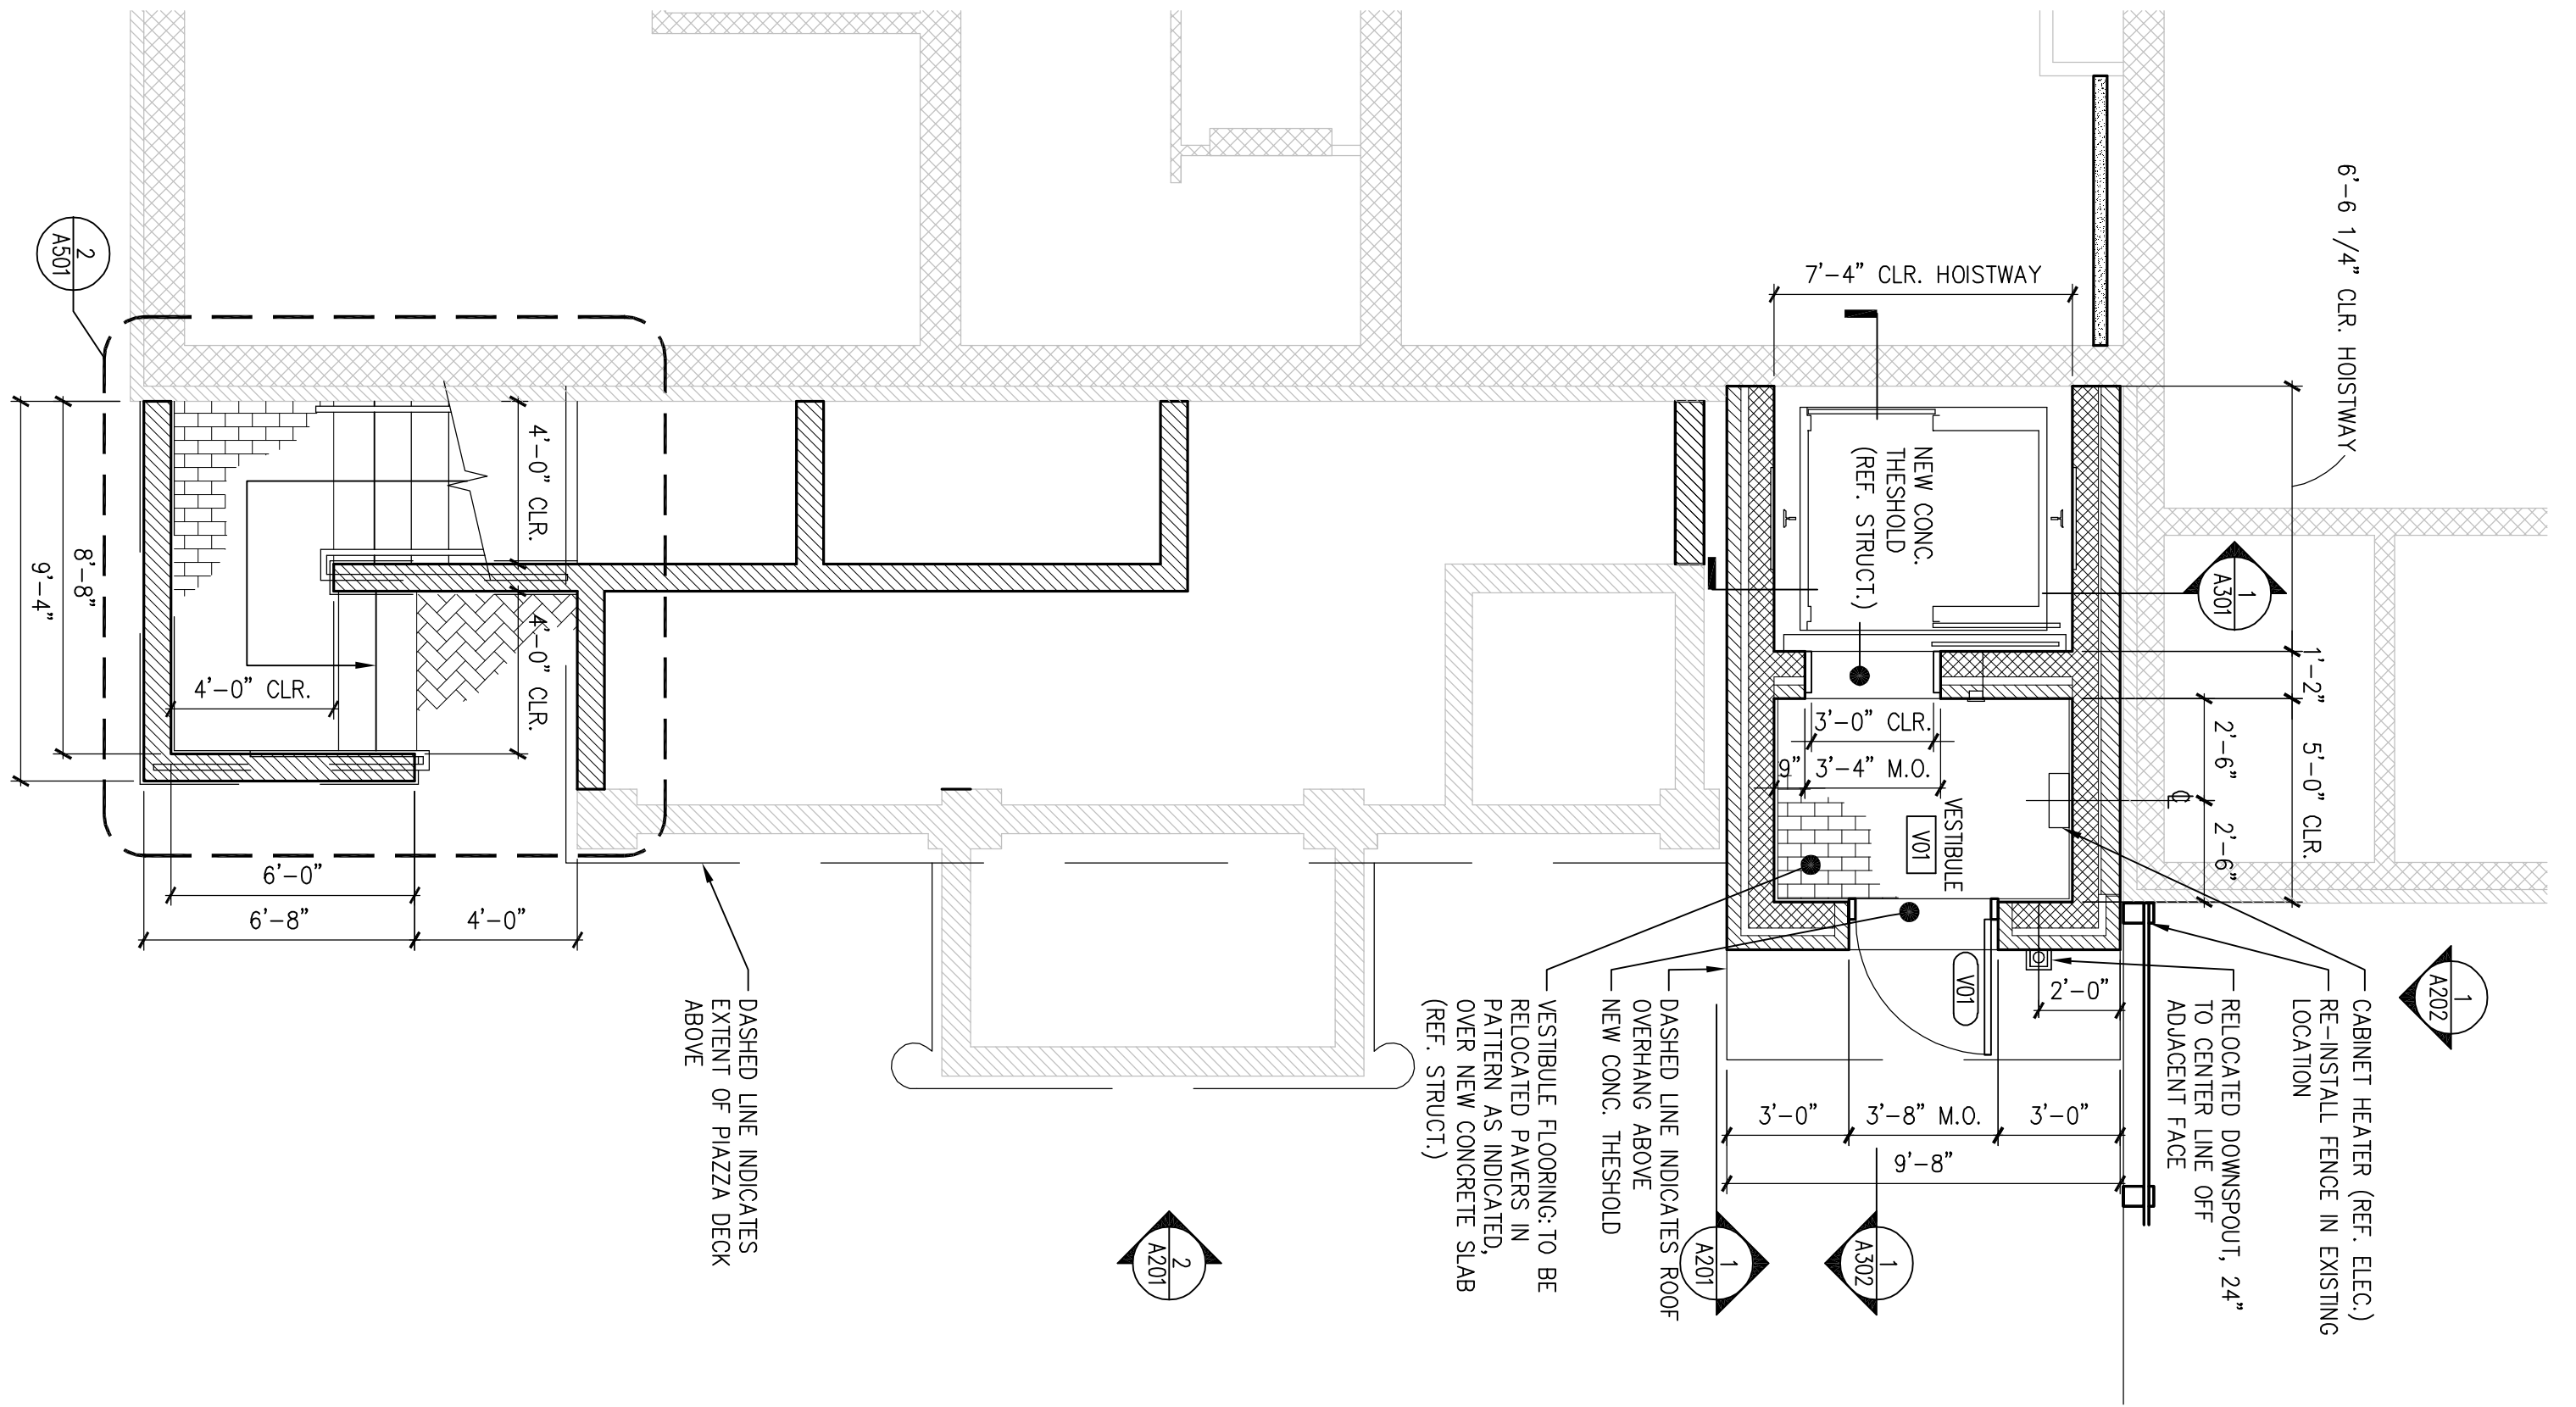 2
A501
7'-4" CLR. HOISTWAY
6'-6 1/4" CLR. HOISTWAY
NEW CONC.
THESHOLD
(REF. STRUCT.)
1
A301
1'-2"
5'-0" CLR.
2'-6"
2'-6"
℄
3'-0" CLR.
9"
3'-4" M.O.
VESTIBULE
V01
V01
4'-0" CLR.
4'-0" CLR.
4'-0" CLR.
8'-8"
9'-4"
6'-0"
6'-8"
4'-0"
2'-0"
3'-0"
3'-8" M.O.
3'-0"
9'-8"
1
A202
CABINET HEATER (REF. ELEC.)
RE-INSTALL FENCE IN EXISTING
LOCATION
RELOCATED DOWNSPOUT, 24"
TO CENTER LINE OFF
ADJACENT FACE
DASHED LINE INDICATES ROOF
OVERHANG ABOVE
NEW CONC. THESHOLD
VESTIBULE FLOORING: TO BE
RELOCATED PAVERS IN
PATTERN AS INDICATED,
OVER NEW CONCRETE SLAB
(REF. STRUCT.)
DASHED LINE INDICATES
EXTENT OF PIAZZA DECK
ABOVE
2
A201
1
A201
1
A302